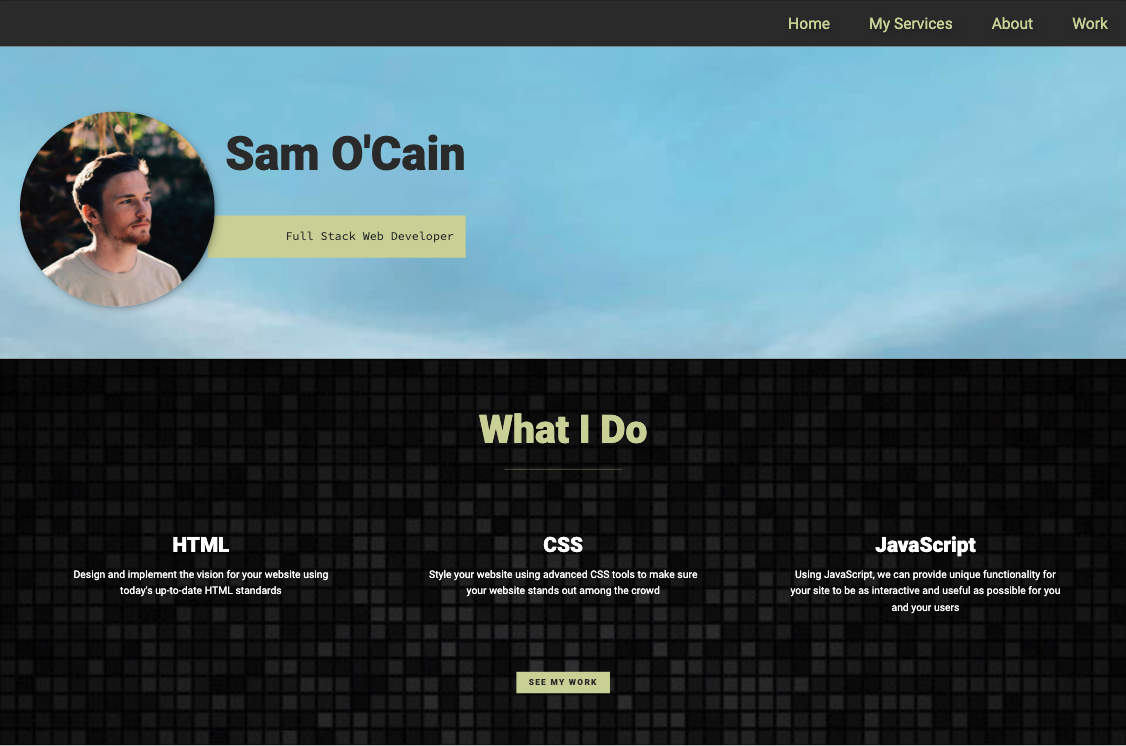 Home My Services About Work
Sam O'Cain
Full Stack Web Developer
What I Do
HTML
Design and implement the vision for your website using
today's up-to-date HTML standards
CSS
Style your website using advanced CSS tools to make sure
your website stands out among the crowd
JavaScript
Using JavaScript, we can provide unique functionality for
your site to be as interactive and useful as possible for you
and your users
SEE MY WORK